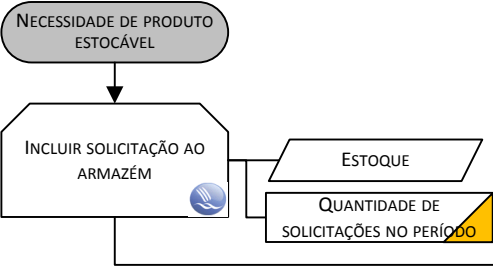 NECESSIDADE DE PRODUTO
ESTOCÁVEL
INCLUIR SOLICITAÇÃO AO
ARMAZÉM
ESTOQUE
QUANTIDADE DE
SOLICITAÇÕES NO PERÍODO